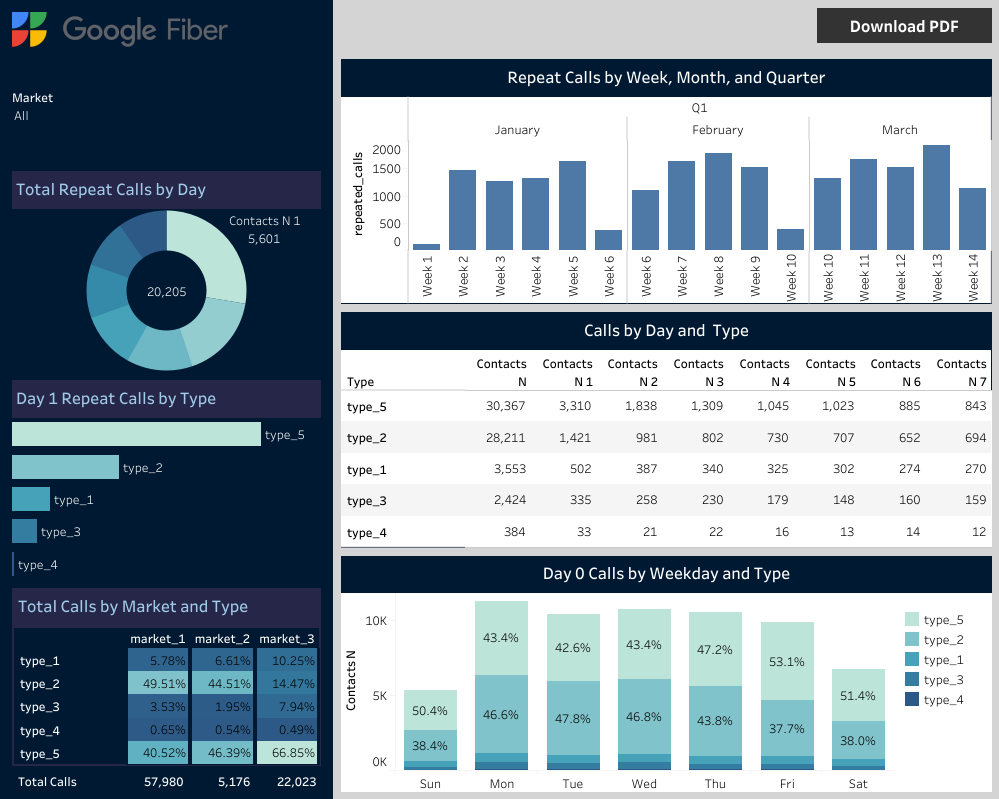 Google Fiber
Download PDF
Market
All
Total Repeat Calls by Day
Contacts N 1
5,601
20,205
Day 1 Repeat Calls by Type
type_5
type_2
type_1
type_3
type_4
Total Calls by Market and Type
market_1 market_2 market_3
type_1 5.78% 6.61% 10.25%
type_2 49.51% 44.51% 14.47%
type_3 3.53% 1.95% 7.94%
type_4 0.65% 0.54% 0.49%
type_5 40.52% 46.39% 66.85%
Total Calls 57,980 5,176 22,023
Repeat Calls by Week, Month, and Quarter
Q1
January February March
repeated_calls
2000
1500
1000
500
0
Week 1 Week 2 Week 3 Week 4 Week 5 Week 6 Week 6 Week 7 Week 8 Week 9 Week 10 Week 10 Week 11 Week 12 Week 13 Week 14
Calls by Day and Type
Contacts Contacts Contacts Contacts Contacts Contacts Contacts Contacts
Type N N 1 N 2 N 3 N 4 N 5 N 6 N 7
type_5 30,367 3,310 1,838 1,309 1,045 1,023 885 843
type_2 28,211 1,421 981 802 730 707 652 694
type_1 3,553 502 387 340 325 302 274 270
type_3 2,424 335 258 230 179 148 160 159
type_4 384 33 21 22 16 13 14 12
Day 0 Calls by Weekday and Type
Contacts N
10K
5K
0K
50.4% 43.4% 42.6% 43.4% 47.2% 53.1% 51.4%
38.4% 46.6% 47.8% 46.8% 43.8% 37.7% 38.0%
Sun Mon Tue Wed Thu Fri Sat
type_5
type_2
type_1
type_3
type_4